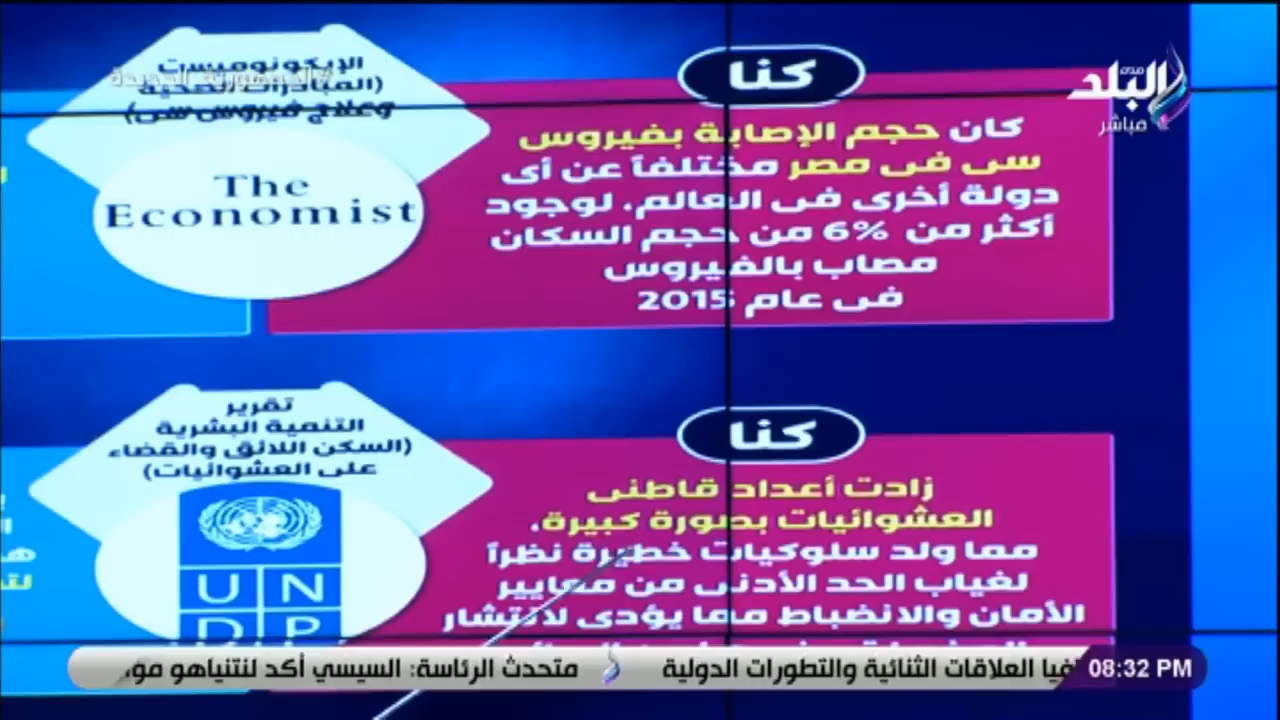 صدى
البلد
مباشر
#الجمهورية الجديدة
كنا
كان حجم الإصابة بفيروس
سى فى مصر مختلفاً عن أى
دولة أخرى فى العالم، لوجود
أكثر من 6% من حجم السكان
مصاب بالفيروس
فى عام 2015
الإيكونوميست
(المبادرات الصحية
وعلاج فيروس سى)
The
Economist
كنا
زادت أعداد قاطنى
العشوائيات بصورة كبيرة،
مما ولد سلوكيات خطيرة نظراً
لغياب الحد الأدنى من معايير
الأمان والانضباط مما يؤدى لانتشار
تقرير
التنمية البشرية
(السكن اللائق والقضاء
على العشوائيات)
U N
D P
08:32 PM
العلاقات الثنائية والتطورات الدولية
متحدث الرئاسة: السيسي أكد لنتنياهو